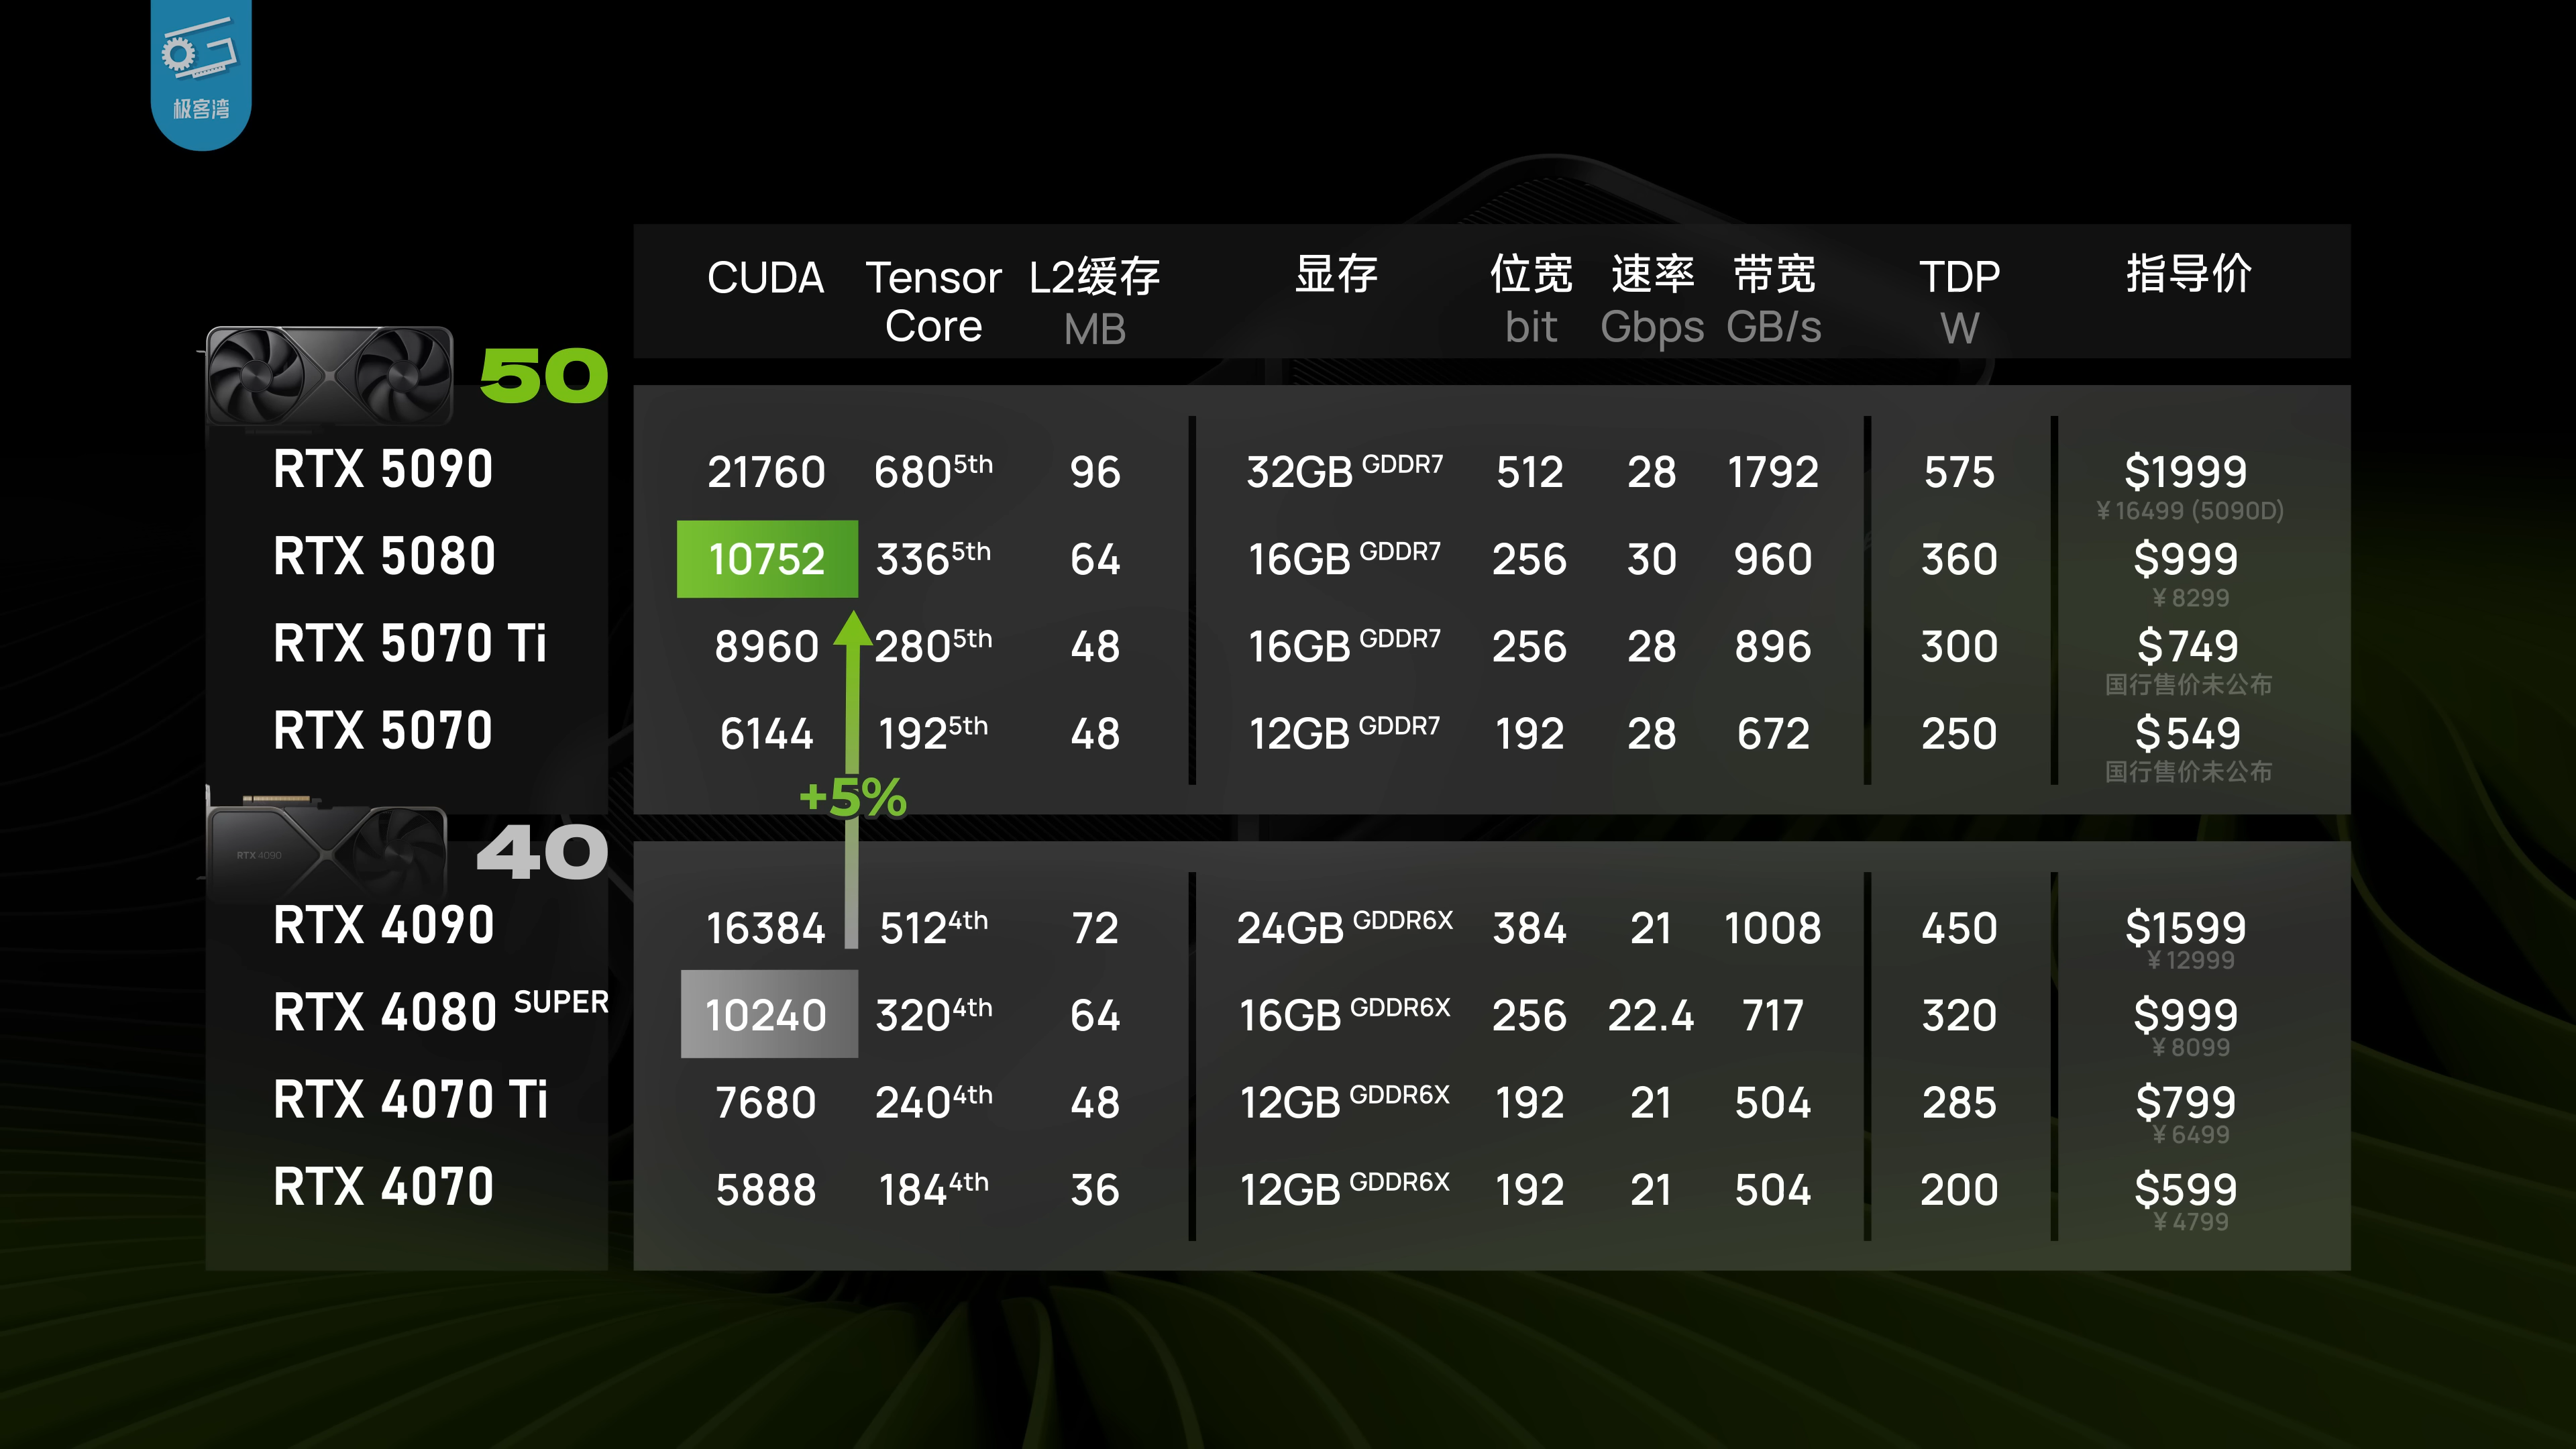 极客湾
CUDA Tensor Core L2缓存 MB 显存 位宽 bit 速率 Gbps 带宽 GB/s TDP W 指导价
50
RTX 5090 21760 680 5th 96 32GB GDDR7 512 28 1792 575 $1999
¥16499 (5090D)
RTX 5080 10752 336 5th 64 16GB GDDR7 256 30 960 360 $999
¥8299
RTX 5070 Ti 8960 280 5th 48 16GB GDDR7 256 28 896 300 $749
国行售价未公布
RTX 5070 6144 192 5th 48 12GB GDDR7 192 28 672 250 $549
国行售价未公布
+5%
RTX 4090
40
RTX 4090 16384 512 4th 72 24GB GDDR6X 384 21 1008 450 $1599
¥12999
RTX 4080 SUPER 10240 320 4th 64 16GB GDDR6X 256 22.4 717 320 $999
¥8099
RTX 4070 Ti 7680 240 4th 48 12GB GDDR6X 192 21 504 285 $799
¥6499
RTX 4070 5888 184 4th 36 12GB GDDR6X 192 21 504 200 $599
¥4799